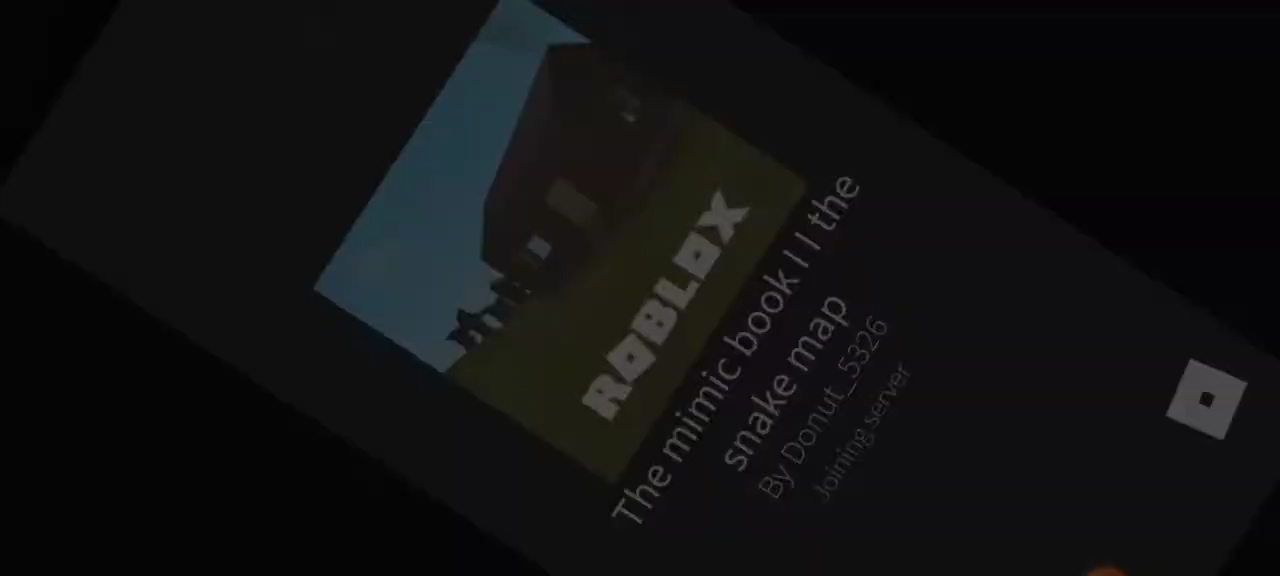 ROBLOX
The mimic book I I the
snake map
By Donut_5326
Joining server